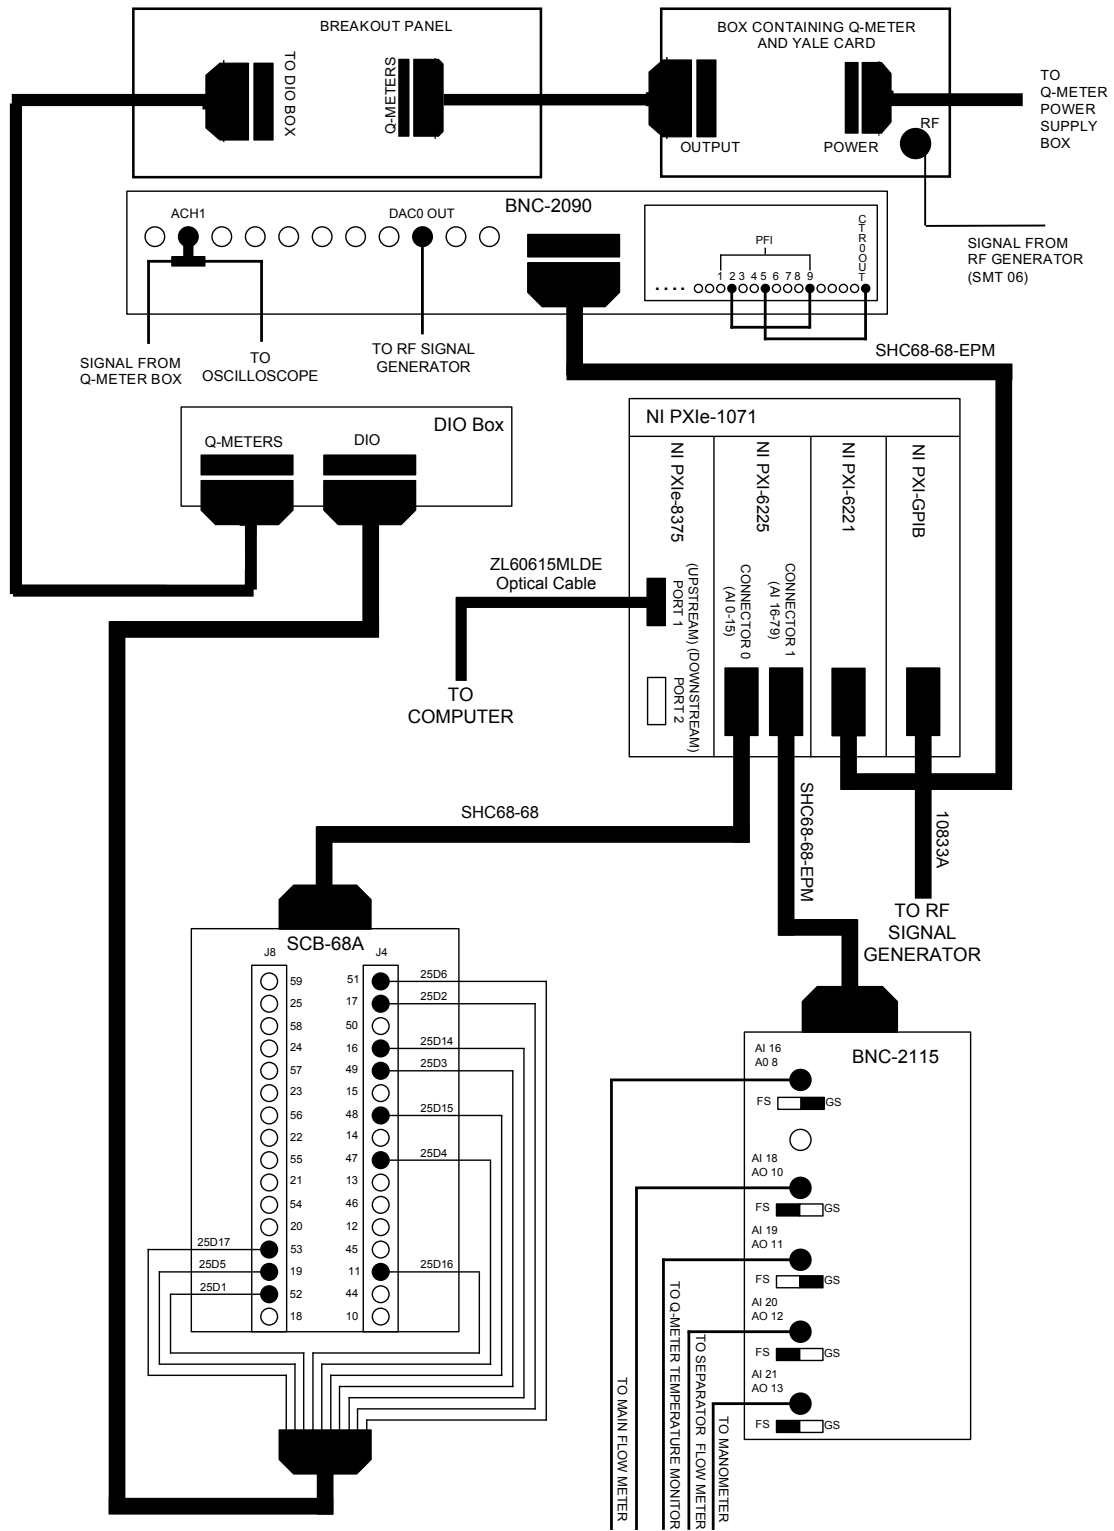 BREAKOUT PANEL
TO DIO BOX
Q-METERS
BOX CONTAINING Q-METER
AND YALE CARD
OUTPUT
POWER
RF
TO
Q-METER
POWER
SUPPLY
BOX
SIGNAL FROM
RF GENERATOR
(SMT 06)
BNC-2090
ACH1
DAC0 OUT
PFI
1 2 3 4 5 6 7 8 9
CTR0OUT
....
SIGNAL FROM
Q-METER BOX
TO
OSCILLOSCOPE
TO RF SIGNAL
GENERATOR
SHC68-68-EPM
DIO Box
Q-METERS
DIO
NI PXIe-1071
NI PXIe-8375
NI PXI-6225
NI PXI-6221
NI PXI-GPIB
(UPSTREAM)
PORT 1
(DOWNSTREAM)
PORT 2
CONNECTOR 0
(AI 0-15)
CONNECTOR 1
(AI 16-79)
ZL60615MLDE
Optical Cable
TO
COMPUTER
SHC68-68
SHC68-68-EPM
10833A
TO RF
SIGNAL
GENERATOR
SCB-68A
J8
J4
59
25
58
24
57
23
56
22
55
21
54
20
53
19
52
18
51
17
50
16
49
15
48
14
47
13
46
12
45
11
44
10
25D6
25D2
25D14
25D3
25D15
25D4
25D16
25D17
25D5
25D1
BNC-2115
AI 16
A0 8
FS GS
AI 18
AO 10
FS GS
AI 19
AO 11
FS GS
AI 20
AO 12
FS GS
AI 21
AO 13
FS GS
TO MAIN FLOW METER
TO Q-METER TEMPERATURE MONITOR
TO SEPARATOR FLOW METER
TO MANOMETER